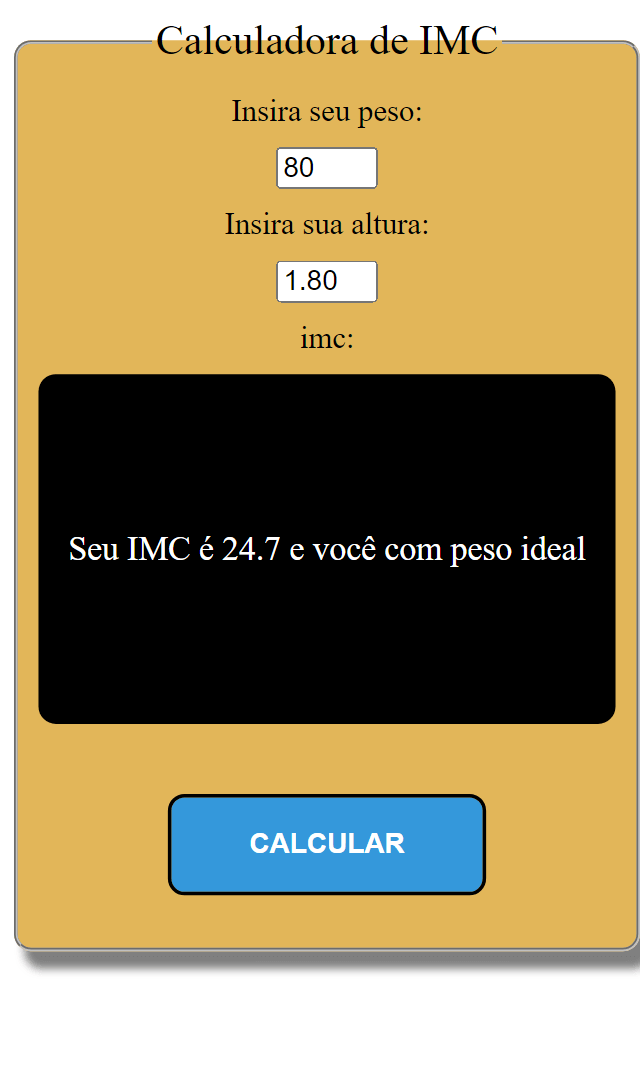 Calculadora de IMC
Insira seu peso:
80
Insira sua altura:
1.80
imc:
Seu IMC é 24.7 e você com peso ideal
CALCULAR